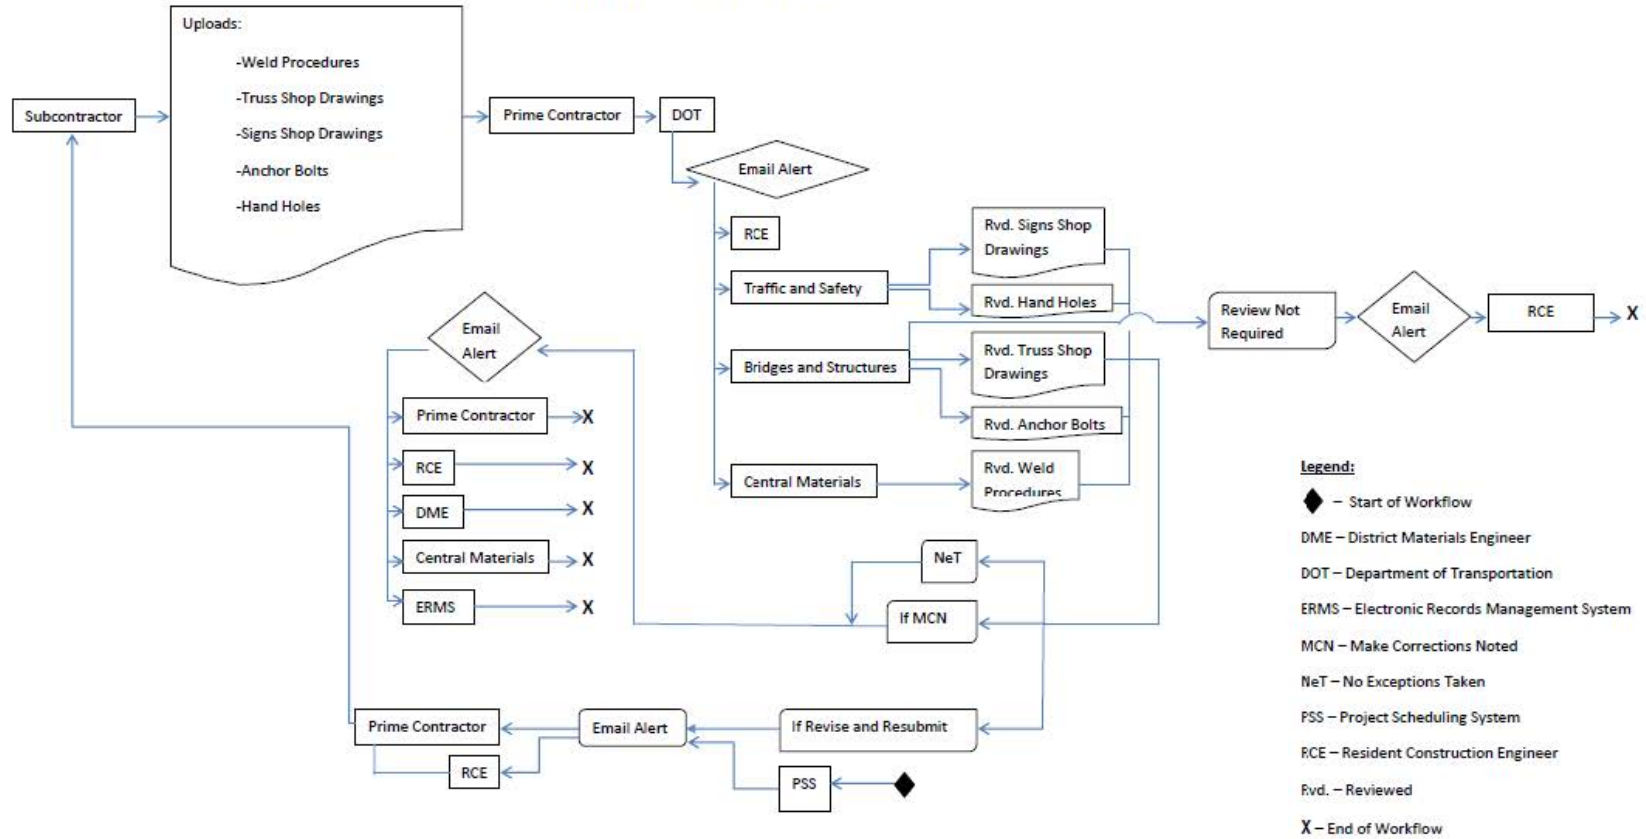 Uploads:
-Weld Procedures
-Truss Shop Drawings
-Signs Shop Drawings
-Anchor Bolts
-Hand Holes
Subcontractor
Prime Contractor
DOT
Email Alert
RCE
Traffic and Safety
Bridges and Structures
Central Materials
Rvd. Signs Shop
Drawings
Rvd. Hand Holes
Rvd. Truss Shop
Drawings
Rvd. Anchor Bolts
Rvd. Weld
Procedures
Review Not
Required
Email
Alert
RCE
X
Email
Alert
Prime Contractor
X
RCE
X
DME
X
Central Materials
X
ERMS
X
NeT
If MCN
If Revise and Resubmit
Email Alert
Prime Contractor
RCE
PSS
Legend:
– Start of Workflow
DME – District Materials Engineer
DOT – Department of Transportation
ERMS – Electronic Records Management System
MCN – Make Corrections Noted
NeT – No Exceptions Taken
PSS – Project Scheduling System
RCE – Resident Construction Engineer
Rvd. – Reviewed
X – End of Workflow